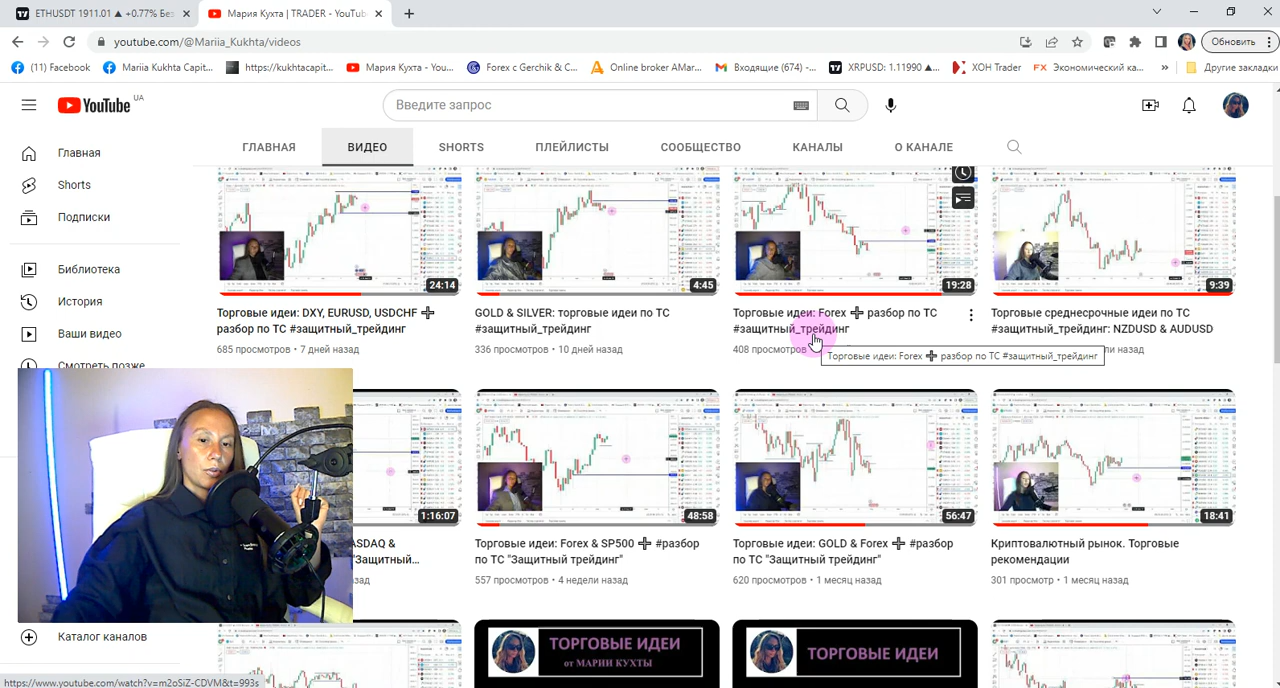 ETHUSDT 1911.01 ▲ +0.77% Без
Мария Кухта | TRADER - YouTub
youtube.com/@Mariia_Kukhta/videos
Обновить
(11) Facebook
Mariia Kukhta Capit...
https://kukhtacapit...
Мария Кухта - You...
Forex c Gerchik & C...
Online broker AMar...
Входящие (674) -...
XRPUSD: 1.11990 ▲...
XOH Trader
FX Экономический ка...
»
Другие закладки
YouTube UA
Введите запрос
ГЛАВНАЯ
ВИДЕО
SHORTS
ПЛЕЙЛИСТЫ
СООБЩЕСТВО
КАНАЛЫ
О КАНАЛЕ
Главная
Shorts
Подписки
Библиотека
История
Ваши видео
Смотреть позже
Каталог каналов
24:14
4:45
19:28
9:39
Торговые идеи: DXY, EURUSD, USDCHF ➕
разбор по ТС #защитный_трейдинг
685 просмотров • 7 дней назад
GOLD & SILVER: торговые идеи по ТС
#защитный_трейдинг
336 просмотров • 10 дней назад
Торговые идеи: Forex ➕ разбор по ТС
#защитный_трейдинг
408 просмотров
Торговые идеи: Forex ➕ разбор по ТС #защитный_трейдинг
Торговые среднесрочные идеи по ТС
#защитный_трейдинг: NZDUSD & AUDUSD
ли назад
1:16:07
48:58
56:47
18:41
ASDAQ &
"Защитный...
зад
Торговые идеи: Forex & SP500 ➕ #разбор
по ТС "Защитный трейдинг"
557 просмотров • 4 недели назад
Торговые идеи: GOLD & Forex ➕ #разбор
по ТС "Защитный трейдинг"
620 просмотров • 1 месяц назад
Криптовалютный рынок. Торговые
рекомендации
301 просмотр • 1 месяц назад
ТОРГОВЫЕ ИДЕИ
от МАРИИ КУХТЫ
ТОРГОВЫЕ ИДЕИ